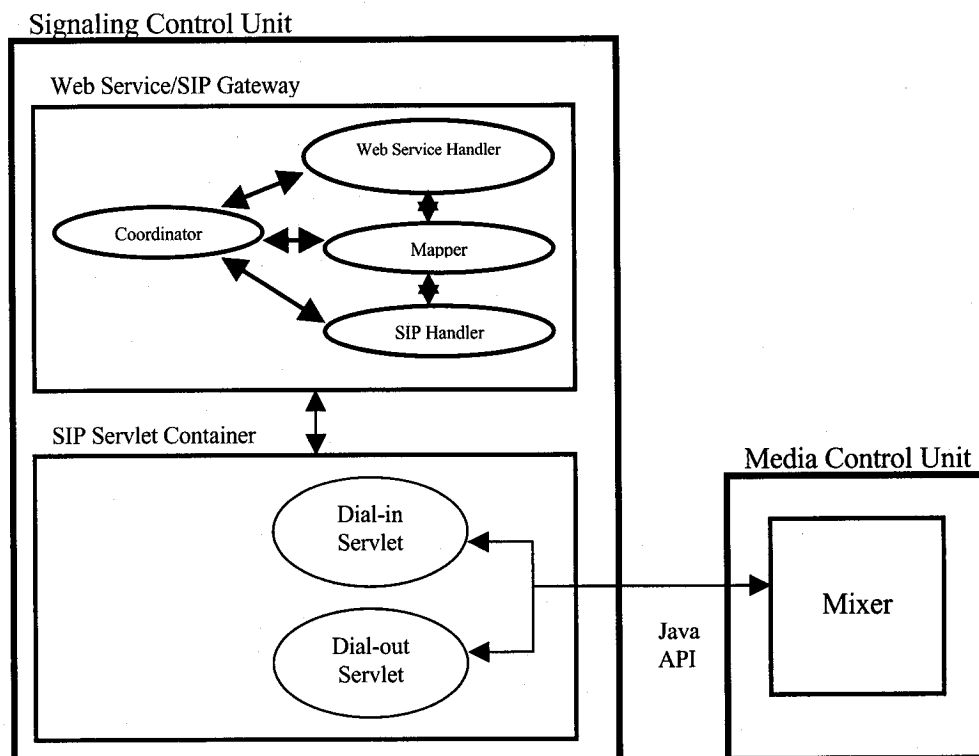 Signaling Control Unit
Web Service/SIP Gateway
Web Service Handler
Coordinator
Mapper
SIP Handler
SIP Servlet Container
Dial-in
Servlet
Dial-out
Servlet
Java
API
Media Control Unit
Mixer